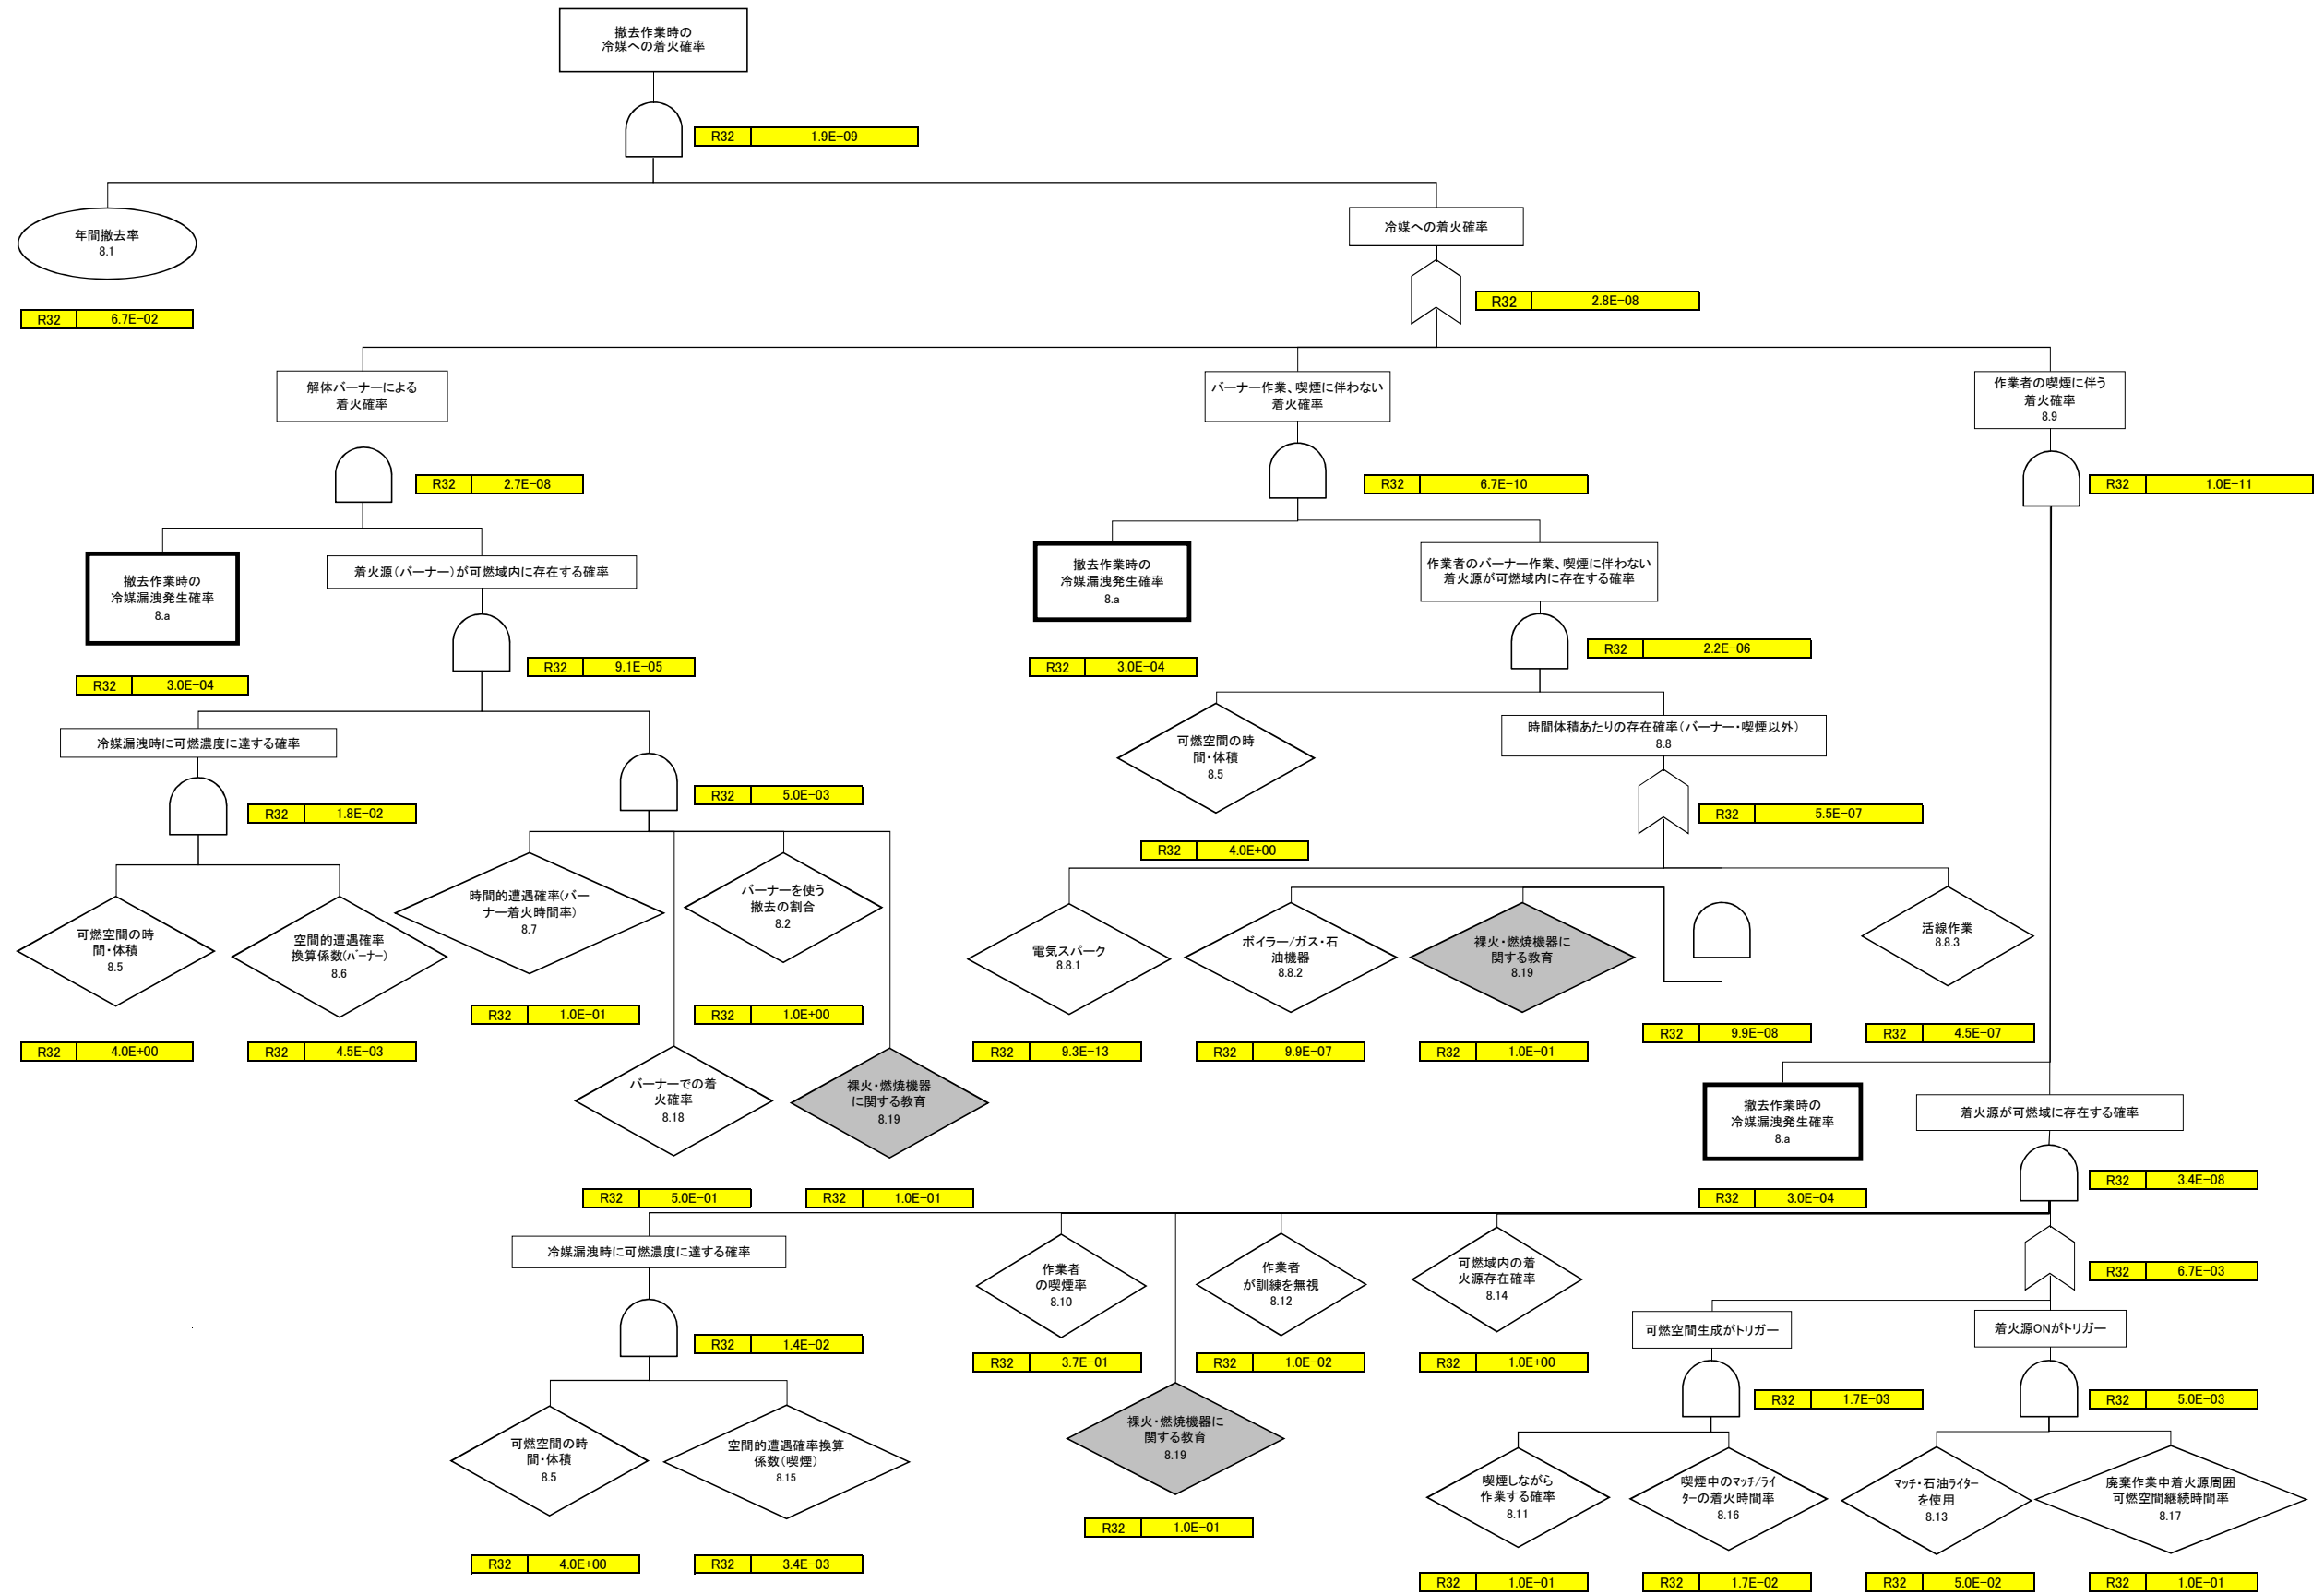 撤去作業時の
冷媒への着火確率
R32 1.9E-09
年間撤去率
8.1
R32 6.7E-02
冷媒への着火確率
R32 2.8E-08
解体バーナーによる
着火確率
R32 2.7E-08
バーナー作業、喫煙に伴わない
着火確率
R32 6.7E-10
作業者の喫煙に伴う
着火確率
8.9
R32 1.0E-11
撤去作業時の
冷媒漏洩発生確率
8.a
R32 3.0E-04
着火源(バーナー)が可燃域内に存在する確率
R32 9.1E-05
撤去作業時の
冷媒漏洩発生確率
8.a
R32 3.0E-04
作業者のバーナー作業、喫煙に伴わない
着火源が可燃域内に存在する確率
R32 2.2E-06
冷媒漏洩時に可燃濃度に達する確率
R32 1.8E-02
R32 5.0E-03
可燃空間の時
間・体積
8.5
R32 4.0E+00
時間体積あたりの存在確率(バーナー・喫煙以外)
8.8
R32 5.5E-07
可燃空間の時
間・体積
8.5
R32 4.0E+00
空間的遭遇確率
換算係数(バーナー)
8.6
R32 4.5E-03
時間的遭遇確率(バー
ナー着火時間率)
8.7
R32 1.0E-01
バーナーを使う
撤去の割合
8.2
R32 1.0E+00
バーナーでの着
火確率
8.18
R32 5.0E-01
裸火・燃焼機器
に関する教育
8.19
R32 1.0E-01
電気スパーク
8.8.1
R32 9.3E-13
ボイラー/ガス・石
油機器
8.8.2
R32 9.9E-07
裸火・燃焼機器に
関する教育
8.19
R32 1.0E-01
R32 9.9E-08
活線作業
8.8.3
R32 4.5E-07
撤去作業時の
冷媒漏洩発生確率
8.a
R32 3.0E-04
着火源が可燃域に存在する確率
R32 3.4E-08
冷媒漏洩時に可燃濃度に達する確率
R32 1.4E-02
作業者
の喫煙率
8.10
R32 3.7E-01
作業者
が訓練を無視
8.12
R32 1.0E-02
可燃域内の着
火源存在確率
8.14
R32 1.0E+00
R32 6.7E-03
可燃空間生成がトリガー
R32 1.7E-03
着火源ONがトリガー
R32 5.0E-03
可燃空間の時
間・体積
8.5
R32 4.0E+00
空間的遭遇確率換算
係数(喫煙)
8.15
R32 3.4E-03
裸火・燃焼機器に
関する教育
8.19
R32 1.0E-01
喫煙しながら
作業する確率
8.11
R32 1.0E-01
喫煙中のマッチ/ライ
ターの着火時間率
8.16
R32 1.7E-02
マッチ・石油ライター
を使用
8.13
R32 5.0E-02
廃棄作業中着火源周囲
可燃空間継続時間率
8.17
R32 1.0E-01